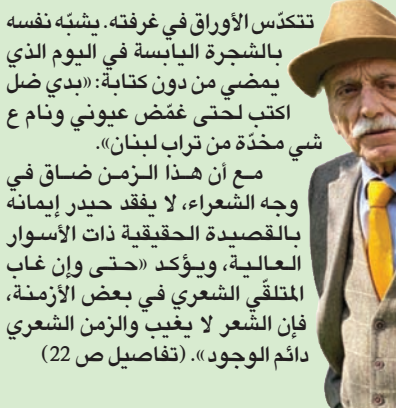 تتكدّس الأوراق في غرفته. يشبّه نفسه
بالشجرة اليابسة في اليوم الذي
يمضي من دون كتابة: «بدي ضل
اكتب لحتى غمّض عيوني ونام ع
شي مخدّة من تراب لبنان».
مع أن هذا الزمن ضاق في
وجه الشعراء، لا يفقد حيدر إيمانه
بالقصيدة الحقيقية ذات الأسوار
العالية، ويؤكد «حتى وإن غاب
المتلقّي الشعري في بعض الأزمنة،
فإن الشعر لا يغيب والزمن الشعري
دائم الوجود». (تفاصيل ص 22)